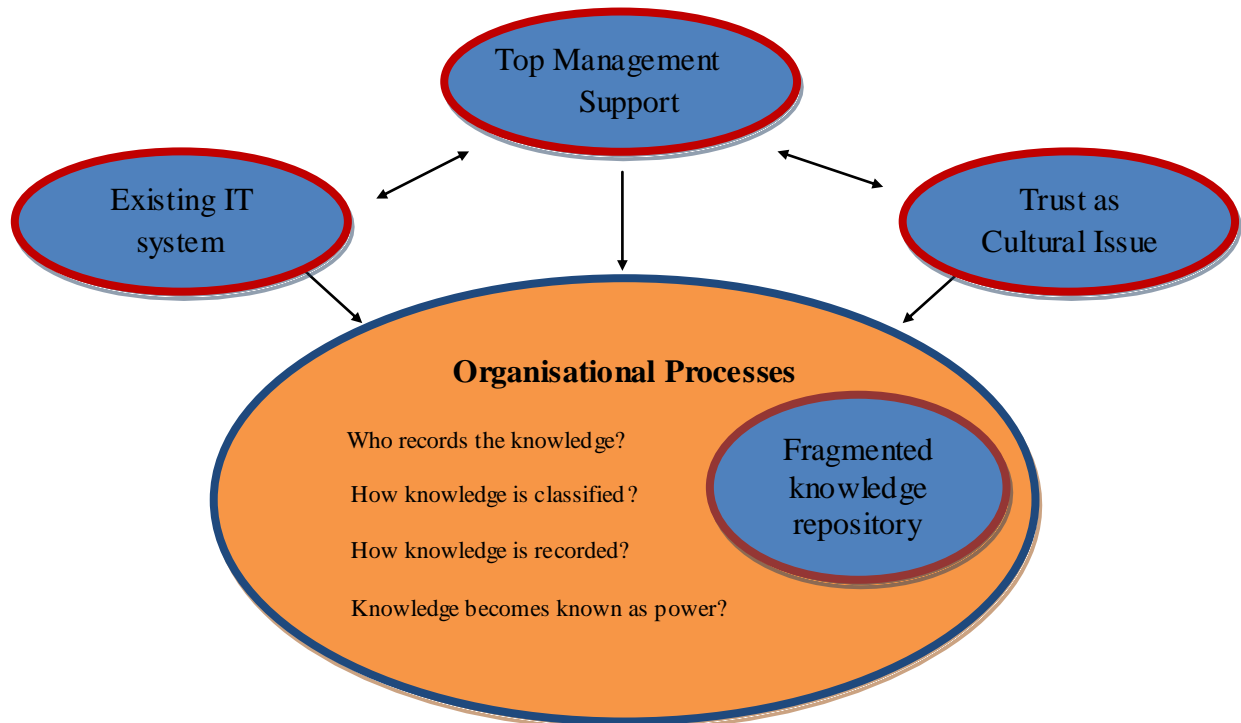 Top Management
Support
Existing IT
system
Trust as
Cultural Issue
Organisational Processes
Who records the knowledge?
How knowledge is classified?
How knowledge is recorded?
Knowledge becomes known as power?
Fragmented
knowledge
repository